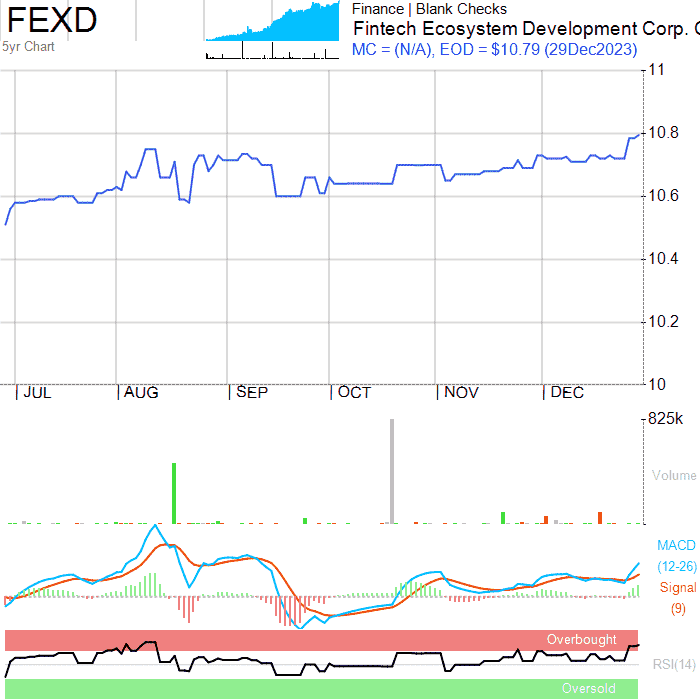 FEXD
5yr Chart
Finance | Blank Checks
Fintech Ecosystem Development Corp. C
MC = (N/A), EOD = $10.79 (29Dec2023)
11
10.8
10.6
10.4
10.2
10
JUL AUG SEP OCT NOV DEC
825k
Volume
MACD
(12-26)
Signal
(9)
Overbought
RSI(14)
Oversold